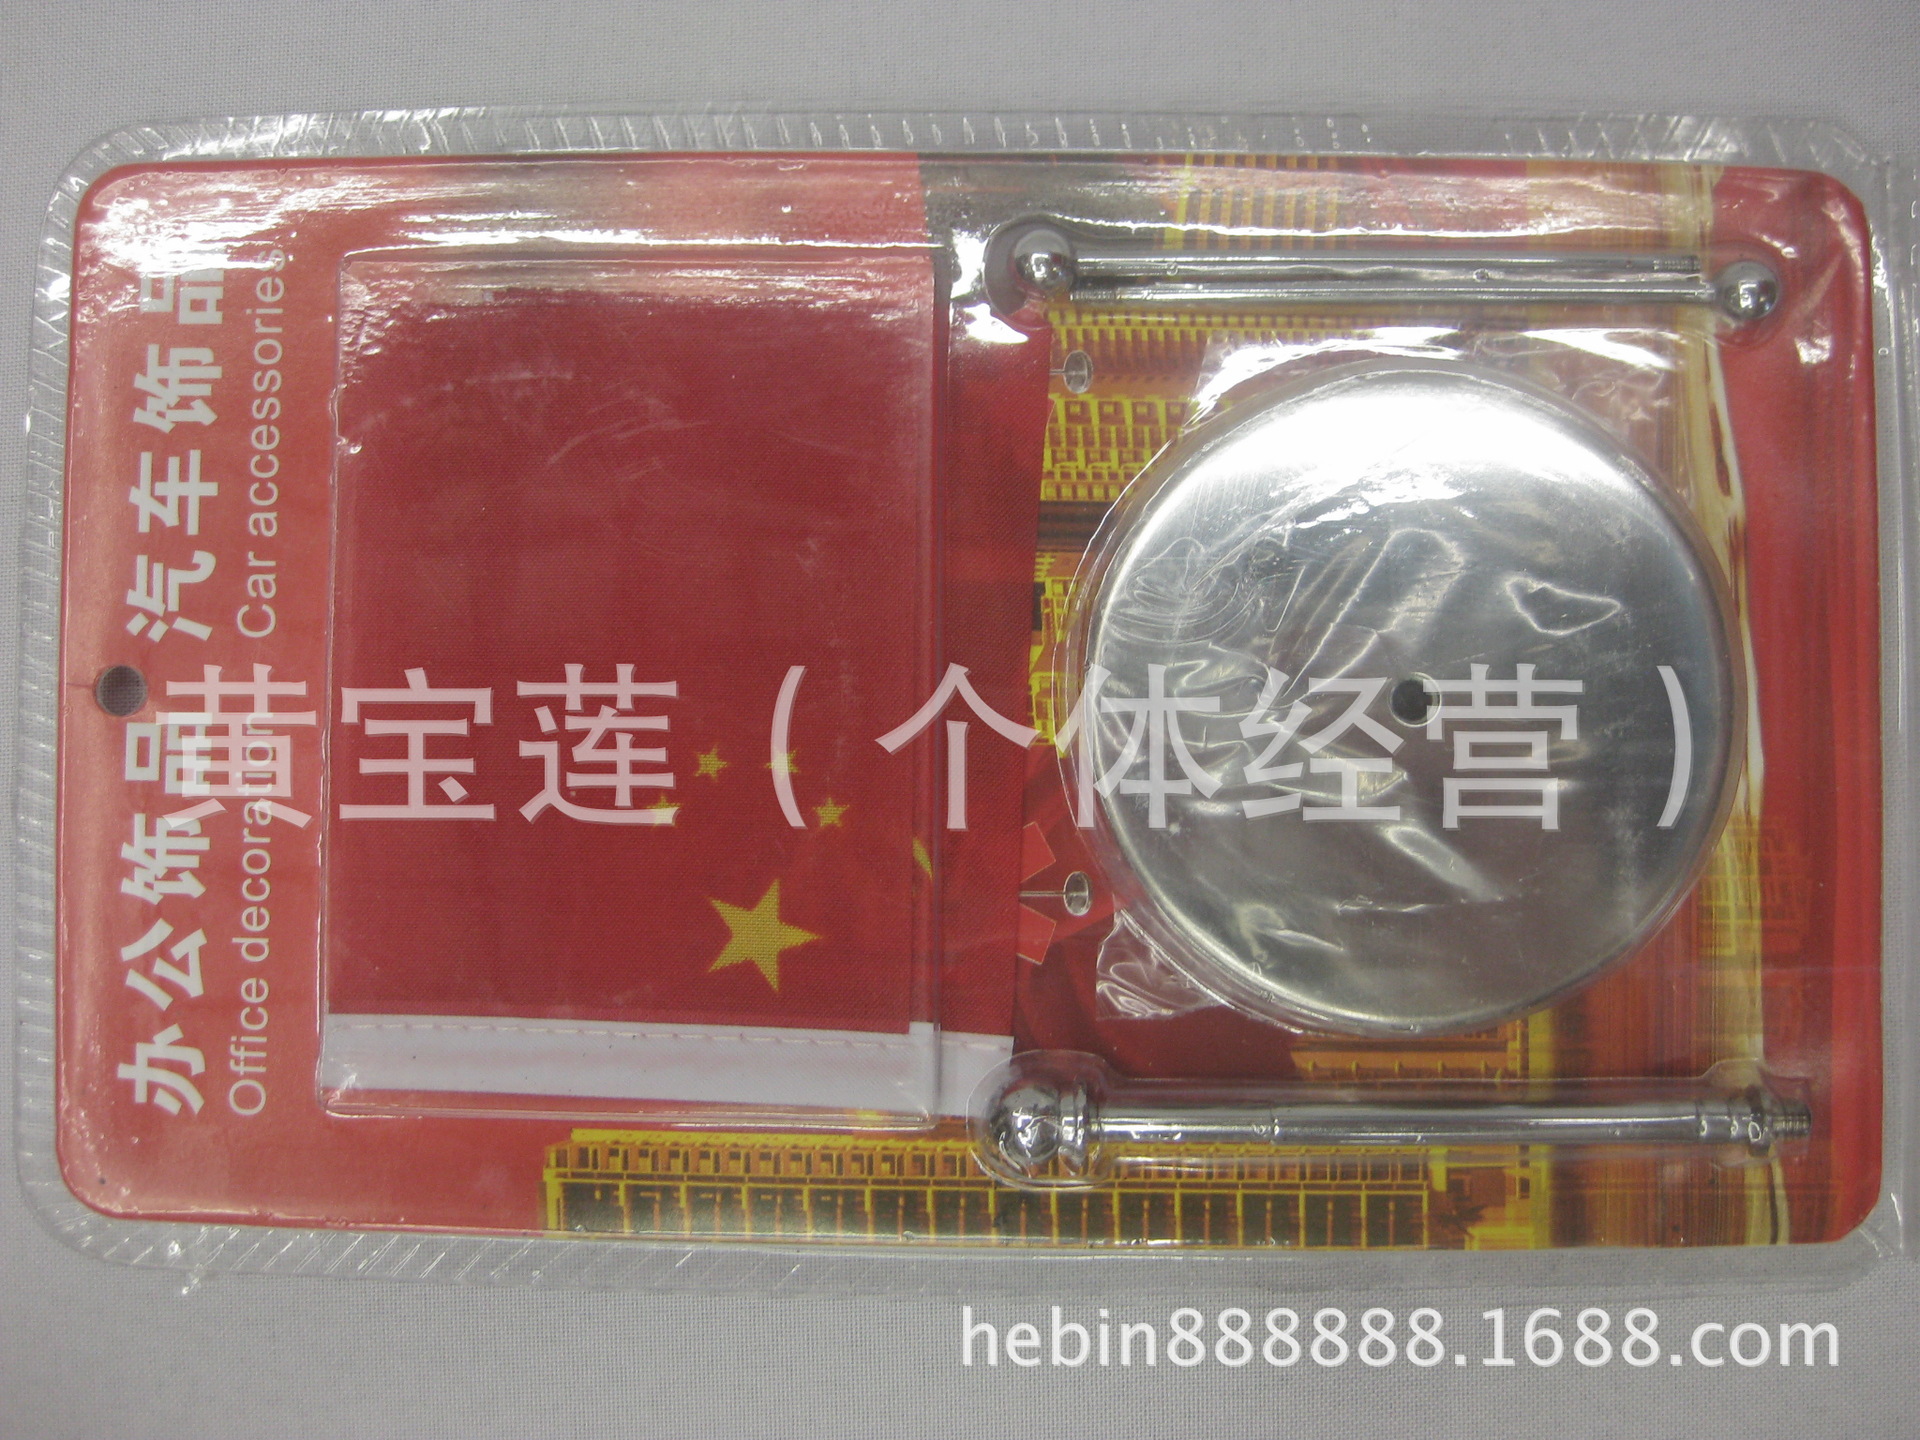 办公饰品 汽车饰品
Office decoration Car accessories
黄宝莲（个体经营）
hebin888888.1688.com